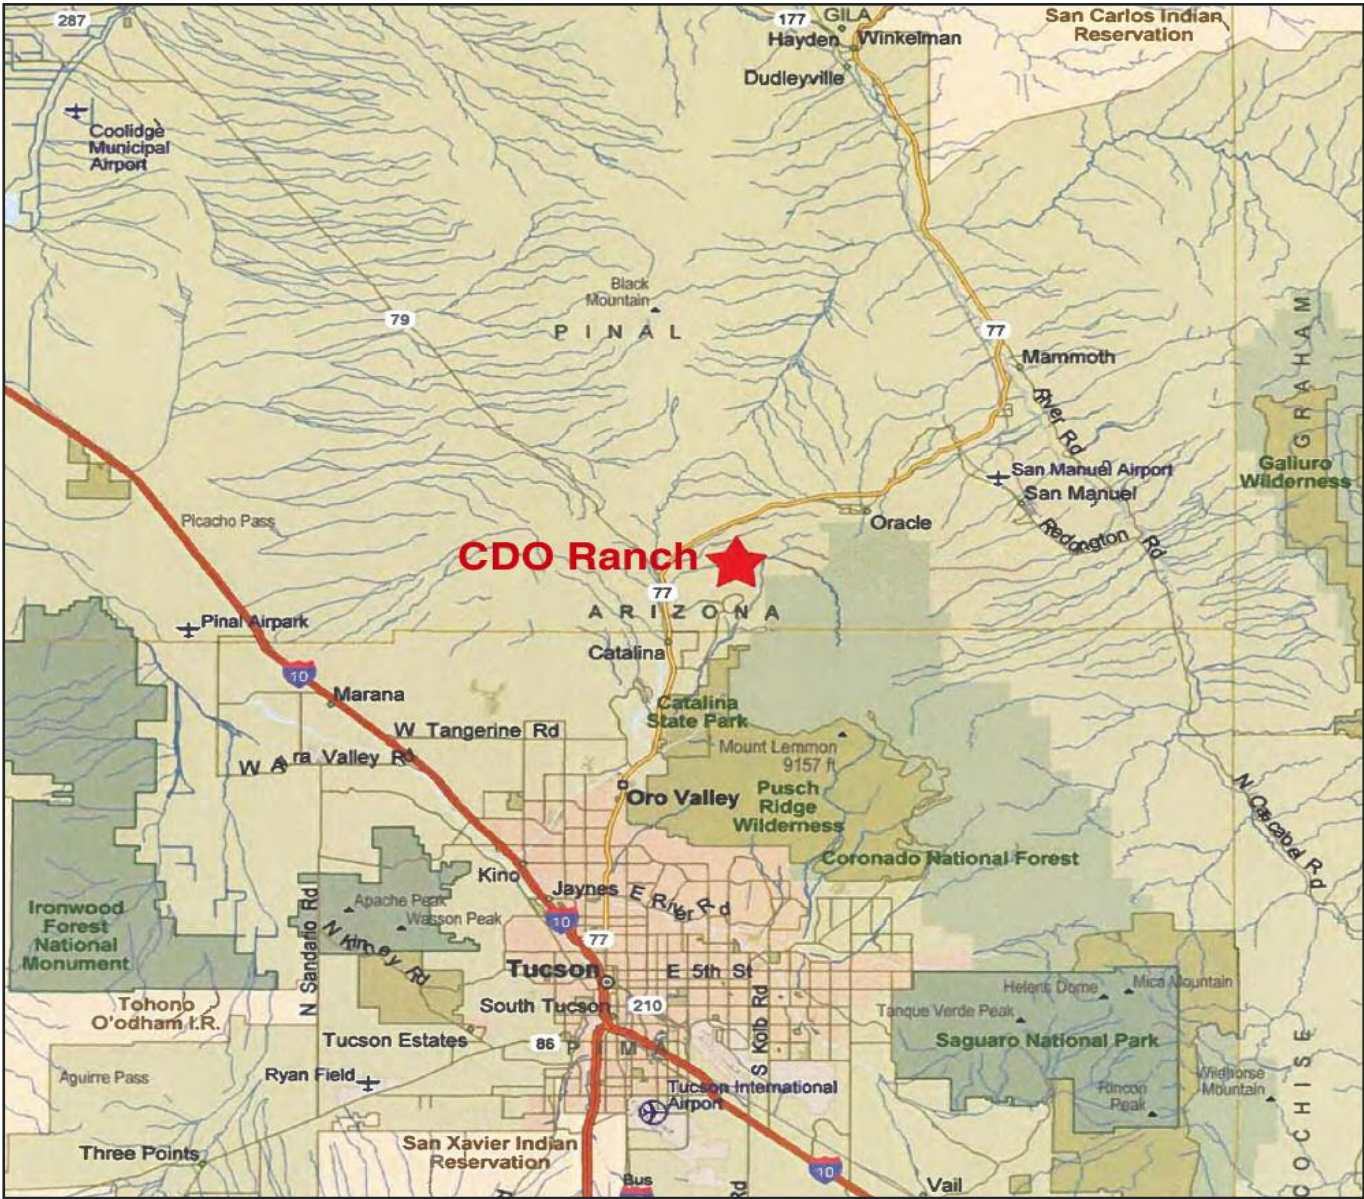 287
177
GILA
San Carlos Indian
Reservation
Hayden
Winkelman
Dudleyville
Coolidge
Municipal
Airport
Black
Mountain
PINAL
79
77
Mammoth
River Rd
GRAHAM
Galiuro
Wilderness
San Manuel Airport
San Manuel
Picacho Pass
Oracle
Redington Rd
CDO Ranch
77
ARIZONA
Pinal Airpark
Catalina
10
Marana
Catalina
State Park
W Tangerine Rd
Mount Lemmon
9157 ft
W Ara Valley Rd
Oro Valley
Pusch
Ridge
Wilderness
N Cascabel Rd
Coronado National Forest
Kino
Jaynes
E River Rd
Apache Peak
Wasson Peak
Ironwood
Forest
National
Monument
N Sandario Rd
N Kinney Rd
10
77
Tucson
E 5th St
Helens Dome
Mica Mountain
Tohono
O'odham I.R.
South Tucson
210
S Kolb Rd
Tanque Verde Peak
Tucson Estates
86
PIMA
Saguaro National Park
Aguirre Pass
Ryan Field
Tucson International
Airport
Rincon
Peak
Wildhorse
Mountain
COCHISE
Three Points
San Xavier Indian
Reservation
10
Bus
Rd
Vail